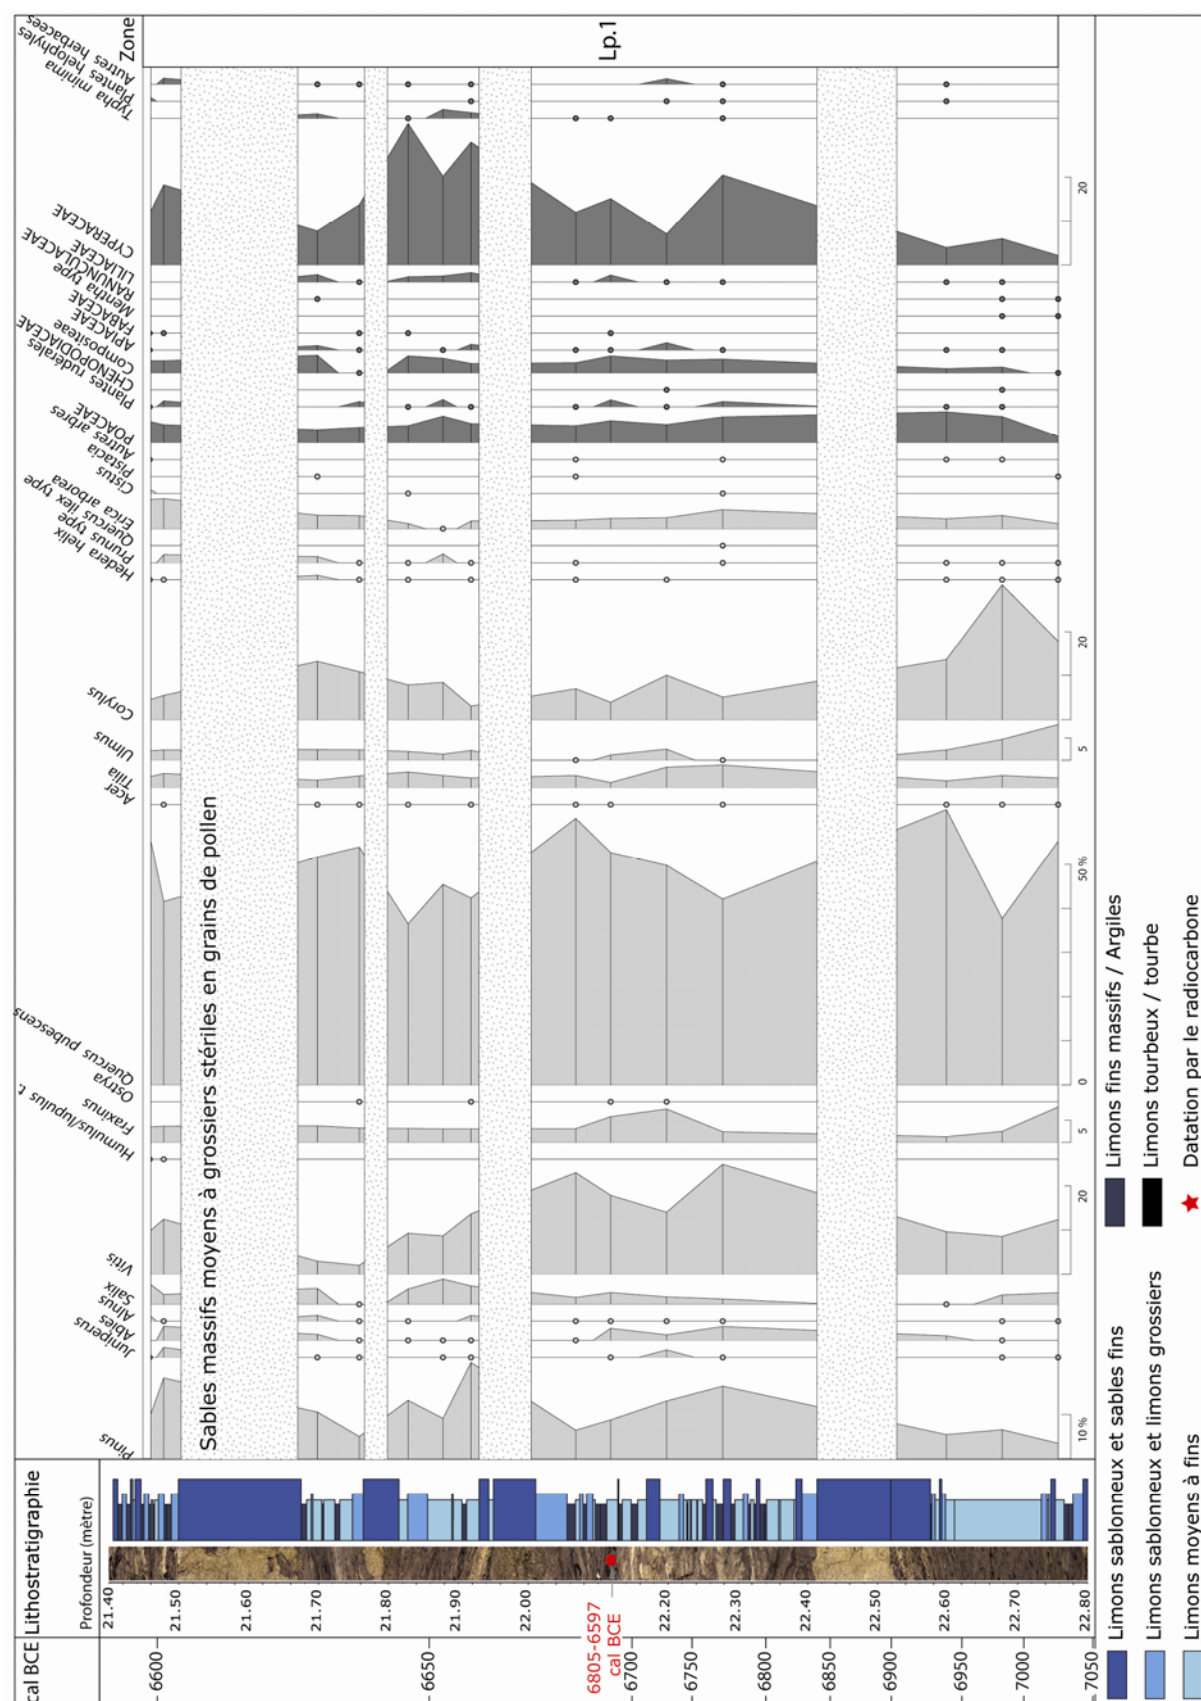 Zone
Lp.1
Autres herbacées
Plantes helophyles
Typha minima
CYPERACEAE
LILIACEAE
RANUNCULACEAE
Mentha type
FABACEAE
APIACEAE
Compositeae
CHENOPODIACEAE
Plantes rudérales
POACEAE
Autres arbres
Pistacia
Cistus
Erica arborea
Quercus ilex type
Prunus type
Hedera helix
Corylus
Ulmus
Tilia
Acer
Quercus pubescens
Ostrya
Fraxinus
Humulus/lupulus t.
Vitis
Salix
Alnus
Abies
Juniperus
Pinus
20
20
5
50 %
0
5
20
10 %
Sables massifs moyens à grossiers stériles en grains de pollen
Lithostratigraphie
Profondeur (mètre)
21.40
21.50
21.60
21.70
21.80
21.90
22.00
22.20
22.30
22.40
22.50
22.60
22.70
22.80
6805-6597
cal BCE
cal BCE
6600
6650
6700
6750
6800
6850
6900
6950
7000
7050
Limons sablonneux et sables fins
Limons sablonneux et limons grossiers
Limons moyens à fins
Limons fins massifs / Argiles
Limons tourbeux / tourbe
Datation par le radiocarbone